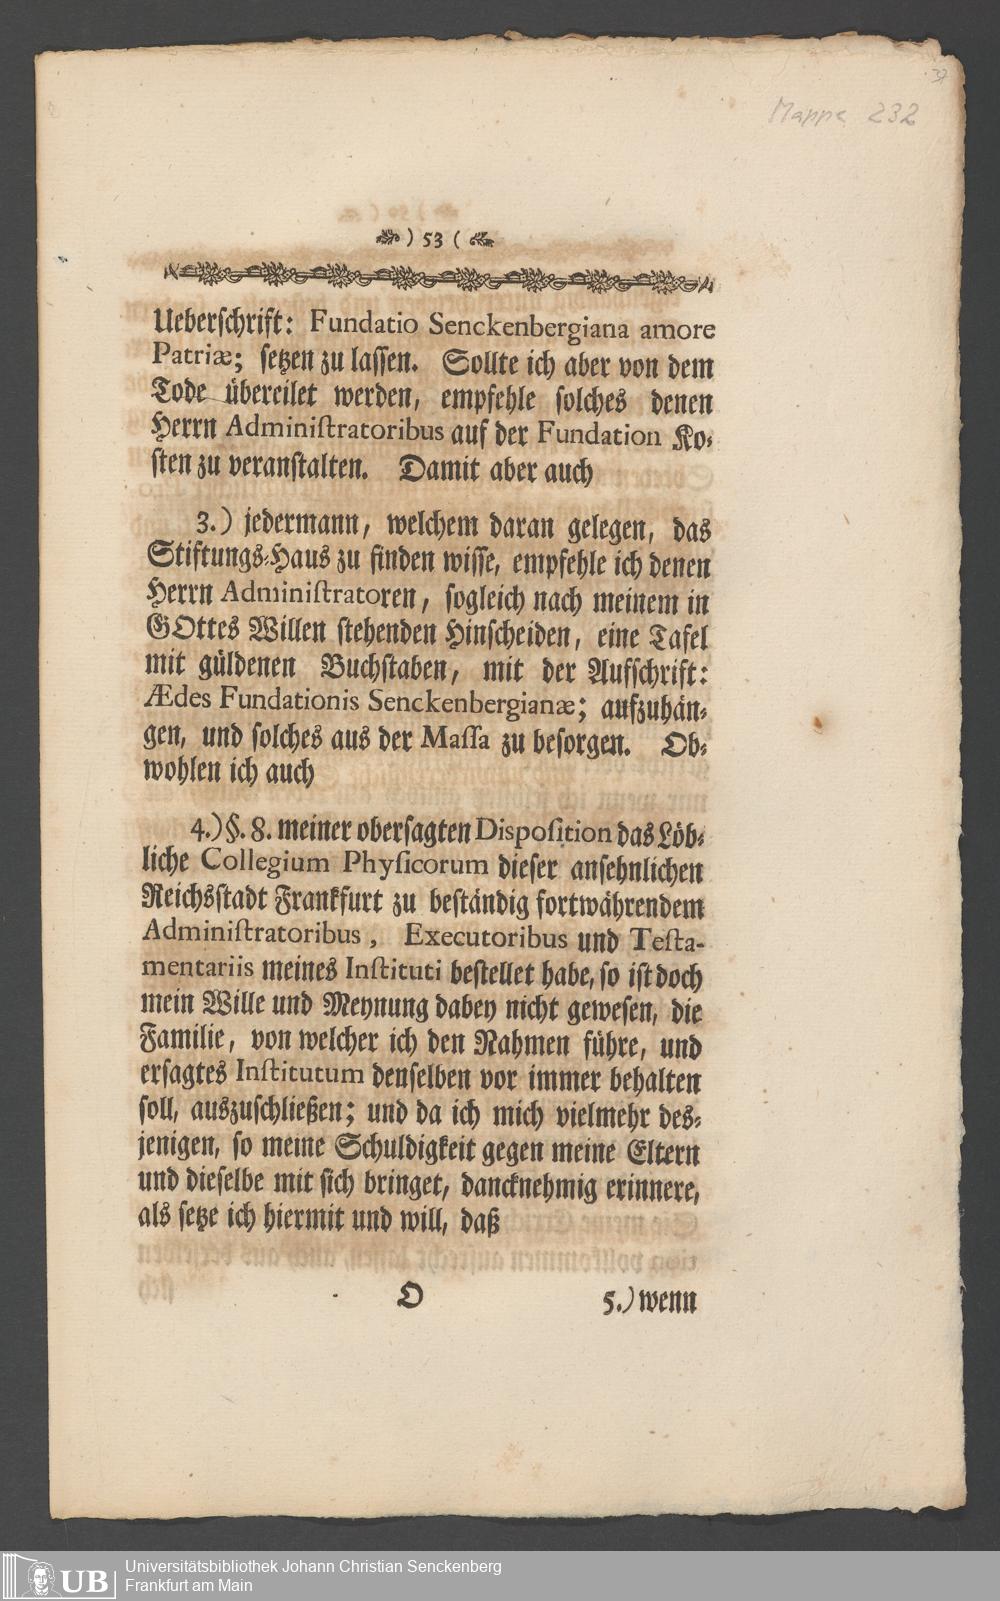 37
Mappe 232
) 53 (
Ueberschrift: Fundatio Senckenbergiana amore
Patriæ; setzen zu lassen. Sollte ich aber von dem
Tode übereilet werden, empfehle solches denen
Herrn Administratoribus auf der Fundation Ko-
sten zu veranstalten. Damit aber auch
3.) jedermann, welchem daran gelegen, das
Stiftungs-Haus zu finden wisse, empfehle ich denen
Herrn Administratoren, sogleich nach meinem in
GOttes Willen stehenden Hinscheiden, eine Tafel
mit güldenen Buchstaben, mit der Aufschrift:
Ædes Fundationis Senckenbergianæ; aufzuhän-
gen, und solches aus der Massa zu besorgen. Ob-
wohlen ich auch
4.) §. 8. meiner obersagten Disposition das Löb-
liche Collegium Physicorum dieser ansehnlichen
Reichsstadt Franckfurt zu beständig fortwährendem
Administratoribus, Executoribus und Testa-
mentariis meines Instituti bestellet habe, so ist doch
mein Wille und Meynung dabey nicht gewesen, die
Familie, von welcher ich den Nahmen führe, und
ersagtes Institutum denselben vor immer behalten
soll, auszuschließen; und da ich mich vielmehr des-
jenigen, so meine Schuldigkeit gegen meine Eltern
und dieselbe mit sich bringet, dancknehmig erinnere,
als setze ich hiermit und will, daß
O 5.) wenn
UB Universitätsbibliothek Johann Christian Senckenberg
Frankfurt am Main